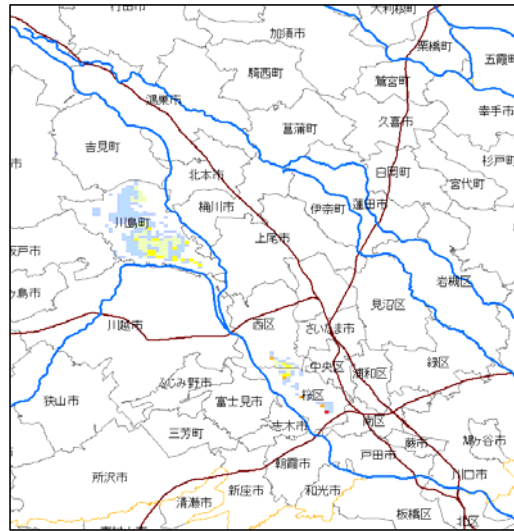 行田市
加須市
大利根町
栗橋町
五霞町
騎西町
鷲宮町
鴻巣市
菖蒲町
久喜市
幸手市
吉見町
白岡町
杉戸町
北本市
宮代町
桶川市
伊奈町
蓮田市
川島町
上尾市
坂戸市
岩槻区
見沼区
川越市
西区
さいたま市
緑区
中央区
浦和区
ふじみ野市
狭山市
富士見市
桜区
南区
志木市
三芳町
蕨市
鳩ヶ谷市
戸田市
朝霞市
所沢市
新座市
和光市
川口市
清瀬市
板橋区
北区